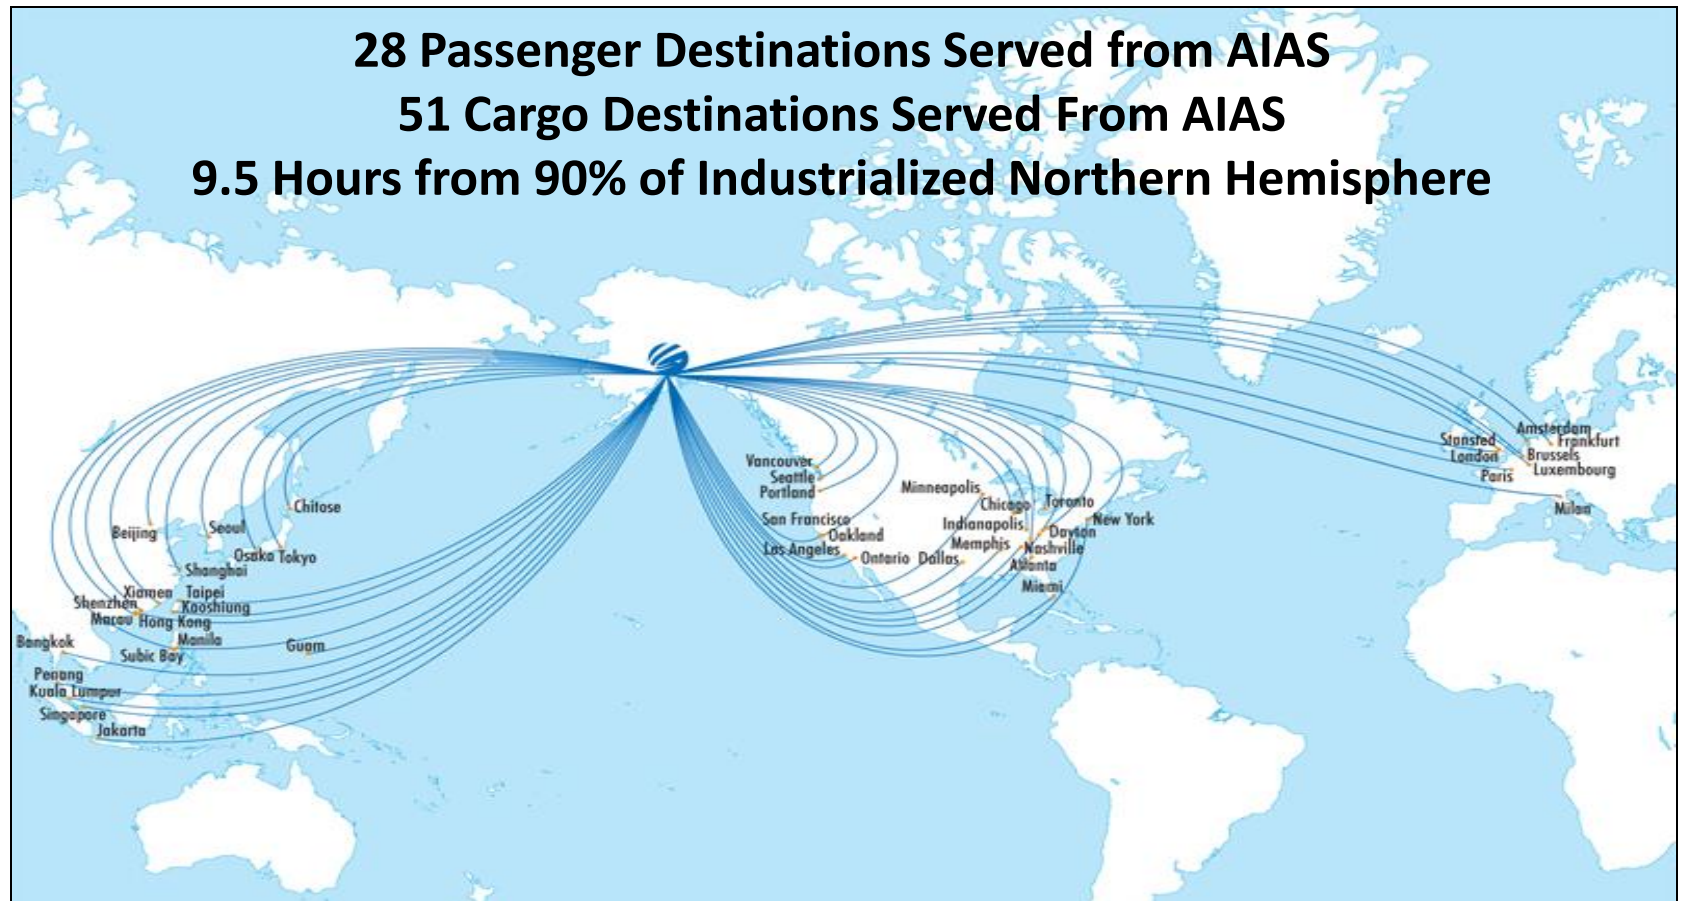 28 Passenger Destinations Served from AIAS
51 Cargo Destinations Served From AIAS
9.5 Hours from 90% of Industrialized Northern Hemisphere
Vancouver
Seattle
Portland
San Francisco
Oakland
Los Angeles
Ontario
Dallas
Minneapolis
Chicago
Toronto
Indianapolis
New York
Dayton
Memphis
Nashville
Atlanta
Miami
Stansted
London
Paris
Amsterdam
Frankfurt
Brussels
Luxembourg
Milan
Chitose
Beijing
Seoul
Osaka
Tokyo
Shanghai
Xiamen
Taipei
Shenzhen
Kaoshiung
Macau
Hong Kong
Manila
Bangkok
Subic Bay
Guam
Penang
Kuala Lumpur
Singapore
Jakarta